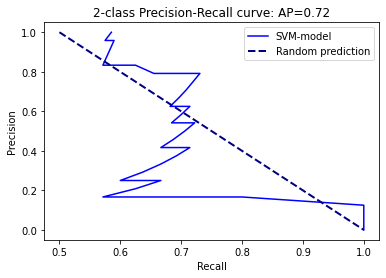 2-class Precision-Recall curve: AP=0.72
SVM-model
Random prediction
Precision
1.0
0.8
0.6
0.4
0.2
0.0
0.5
0.6
0.7
0.8
0.9
1.0
Recall